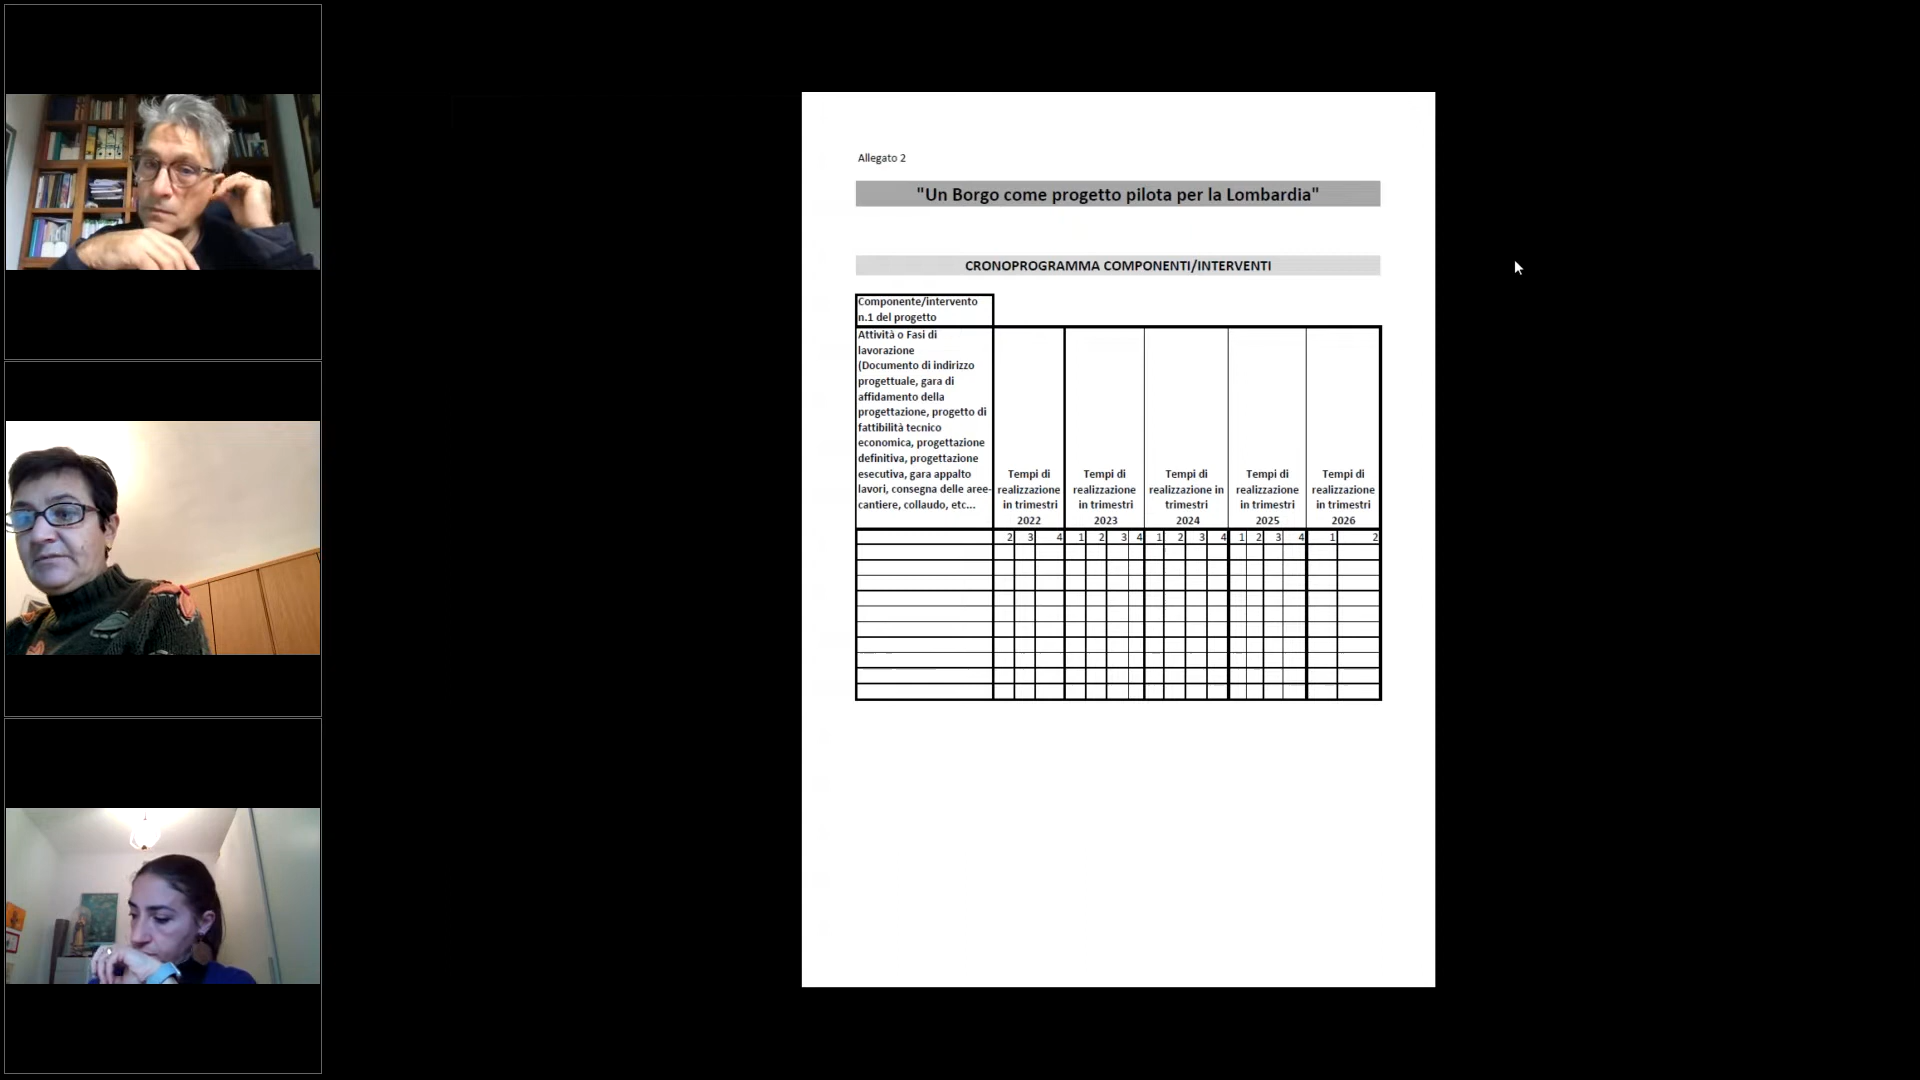 Allegato 2
"Un Borgo come progetto pilota per la Lombardia"
CRONOPROGRAMMA COMPONENTI/INTERVENTI
Componente/intervento
n.1 del progetto
Attività o Fasi di
lavorazione
(Documento di indirizzo
progettuale, gara di
affidamento della
progettazione, progetto di
fattibilità tecnico
economica, progettazione
definitiva, progettazione
esecutiva, gara appalto
lavori, consegna delle aree-
cantiere, collaudo, etc...
Tempi di
realizzazione
in trimestri
2022
Tempi di
realizzazione
in trimestri
2023
Tempi di
realizzazione in
trimestri
2024
Tempi di
realizzazione
in trimestri
2025
Tempi di
realizzazione
in trimestri
2026
2 3 4 1 2 3 4 1 2 3 4 1 2 3 4 1 2